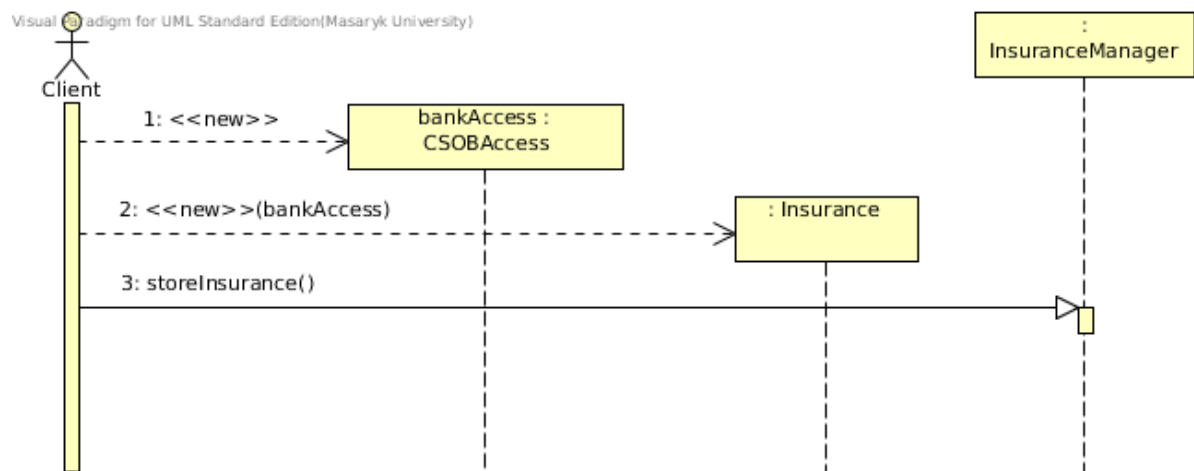 Visual Paradigm for UML Standard Edition(Masaryk University)
:
InsuranceManager
Client
1: <<new>>
bankAccess :
CSOBAccess
2: <<new>>(bankAccess)
: Insurance
3: storeInsurance()